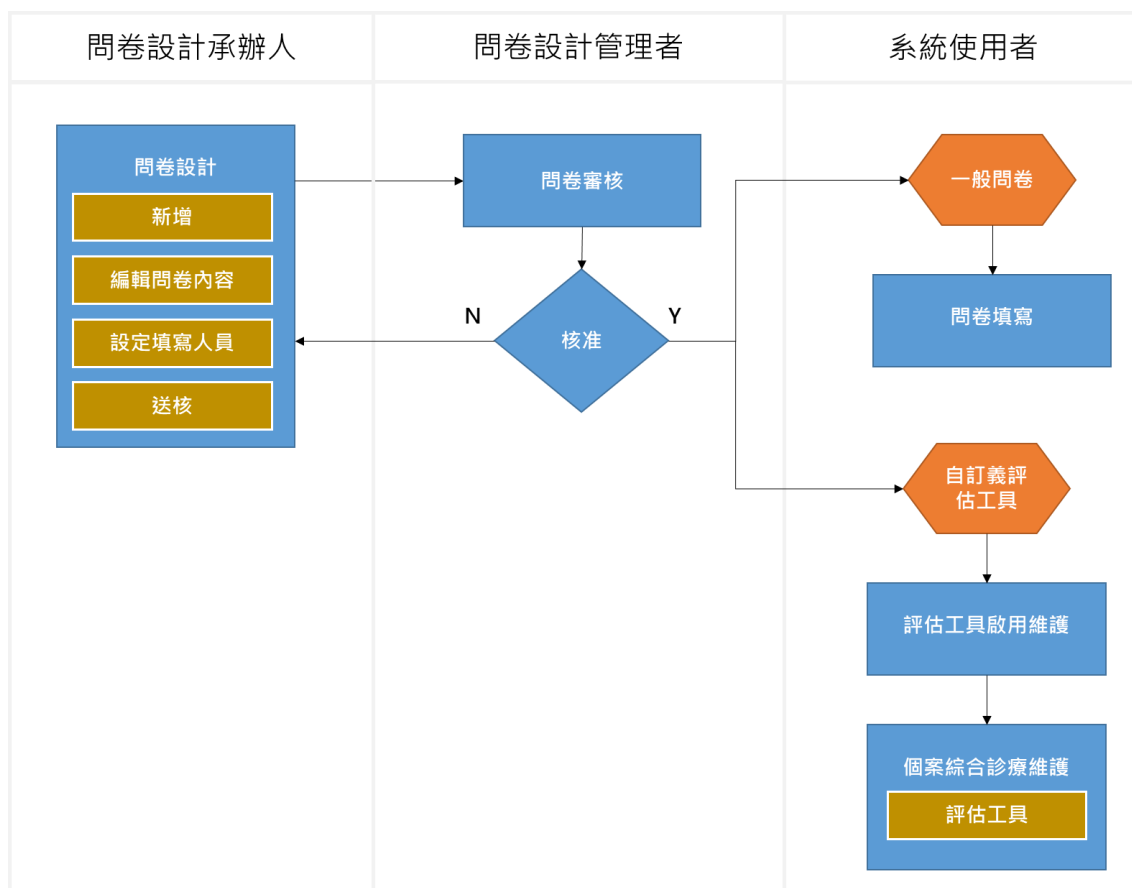 問卷設計承辦人
問卷設計管理者
系統使用者
問卷設計
新增
編輯問卷內容
設定填寫人員
送核
問卷審核
核准
N
Y
一般問卷
問卷填寫
自訂義評
估工具
評估工具啟用維護
個案綜合診療維護
評估工具